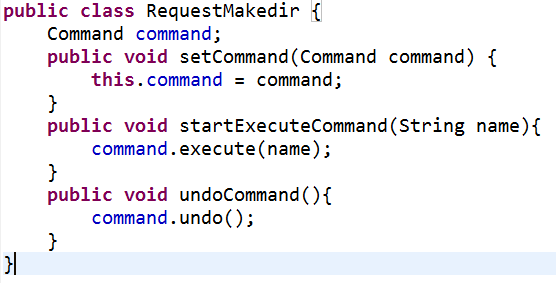 public class RequestMakedir {
    Command command;
    public void setCommand(Command command) {
        this.command = command;
    }
    public void startExecuteCommand(String name){
        command.execute(name);
    }
    public void undoCommand(){
        command.undo();
    }
}